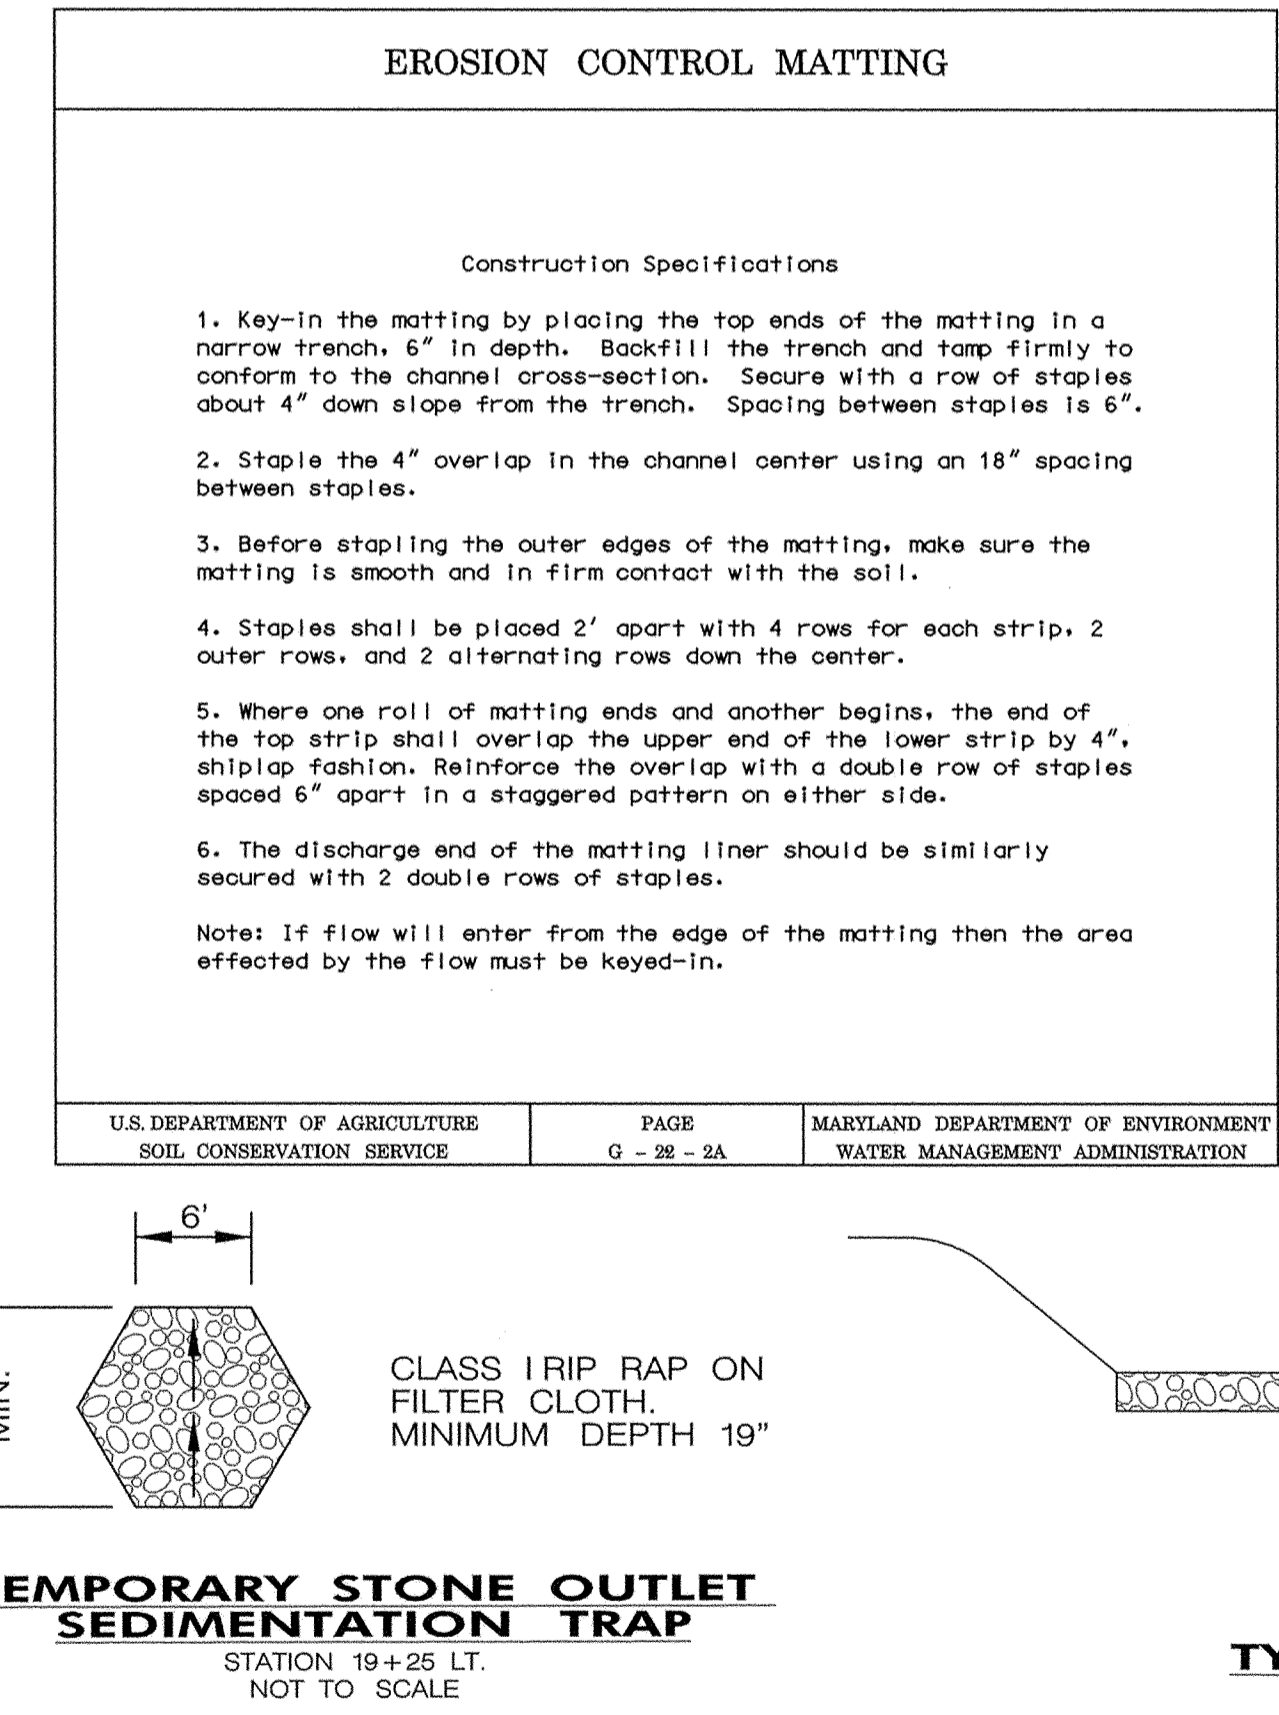 EROSION CONTROL MATTING
Construction Specifications
1. Key-in the matting by placing the top ends of the matting in a
narrow trench, 6" in depth. Backfill the trench and tamp firmly to
conform to the channel cross-section. Secure with a row of staples
about 4" down slope from the trench. Spacing between staples is 6".
2. Staple the 4" overlap in the channel center using an 18" spacing
between staples.
3. Before stapling the outer edges of the matting, make sure the
matting is smooth and in firm contact with the soil.
4. Staples shall be placed 2' apart with 4 rows for each strip, 2
outer rows, and 2 alternating rows down the center.
5. Where one roll of matting ends and another begins, the end of
the top strip shall overlap the upper end of the lower strip by 4",
shiplap fashion. Reinforce the overlap with a double row of staples
spaced 6" apart in a staggered pattern on either side.
6. The discharge end of the matting liner should be similarly
secured with 2 double rows of staples.
Note: If flow will enter from the edge of the matting then the area
effected by the flow must be keyed-in.
U.S. DEPARTMENT OF AGRICULTURE
SOIL CONSERVATION SERVICE
PAGE
G - 22 - 2A
MARYLAND DEPARTMENT OF ENVIRONMENT
WATER MANAGEMENT ADMINISTRATION
6'
MIN.
CLASS I RIP RAP ON
FILTER CLOTH.
MINIMUM DEPTH 19"
EMPORARY STONE OUTLET
SEDIMENTATION TRAP
STATION 19+25 LT.
NOT TO SCALE
TY